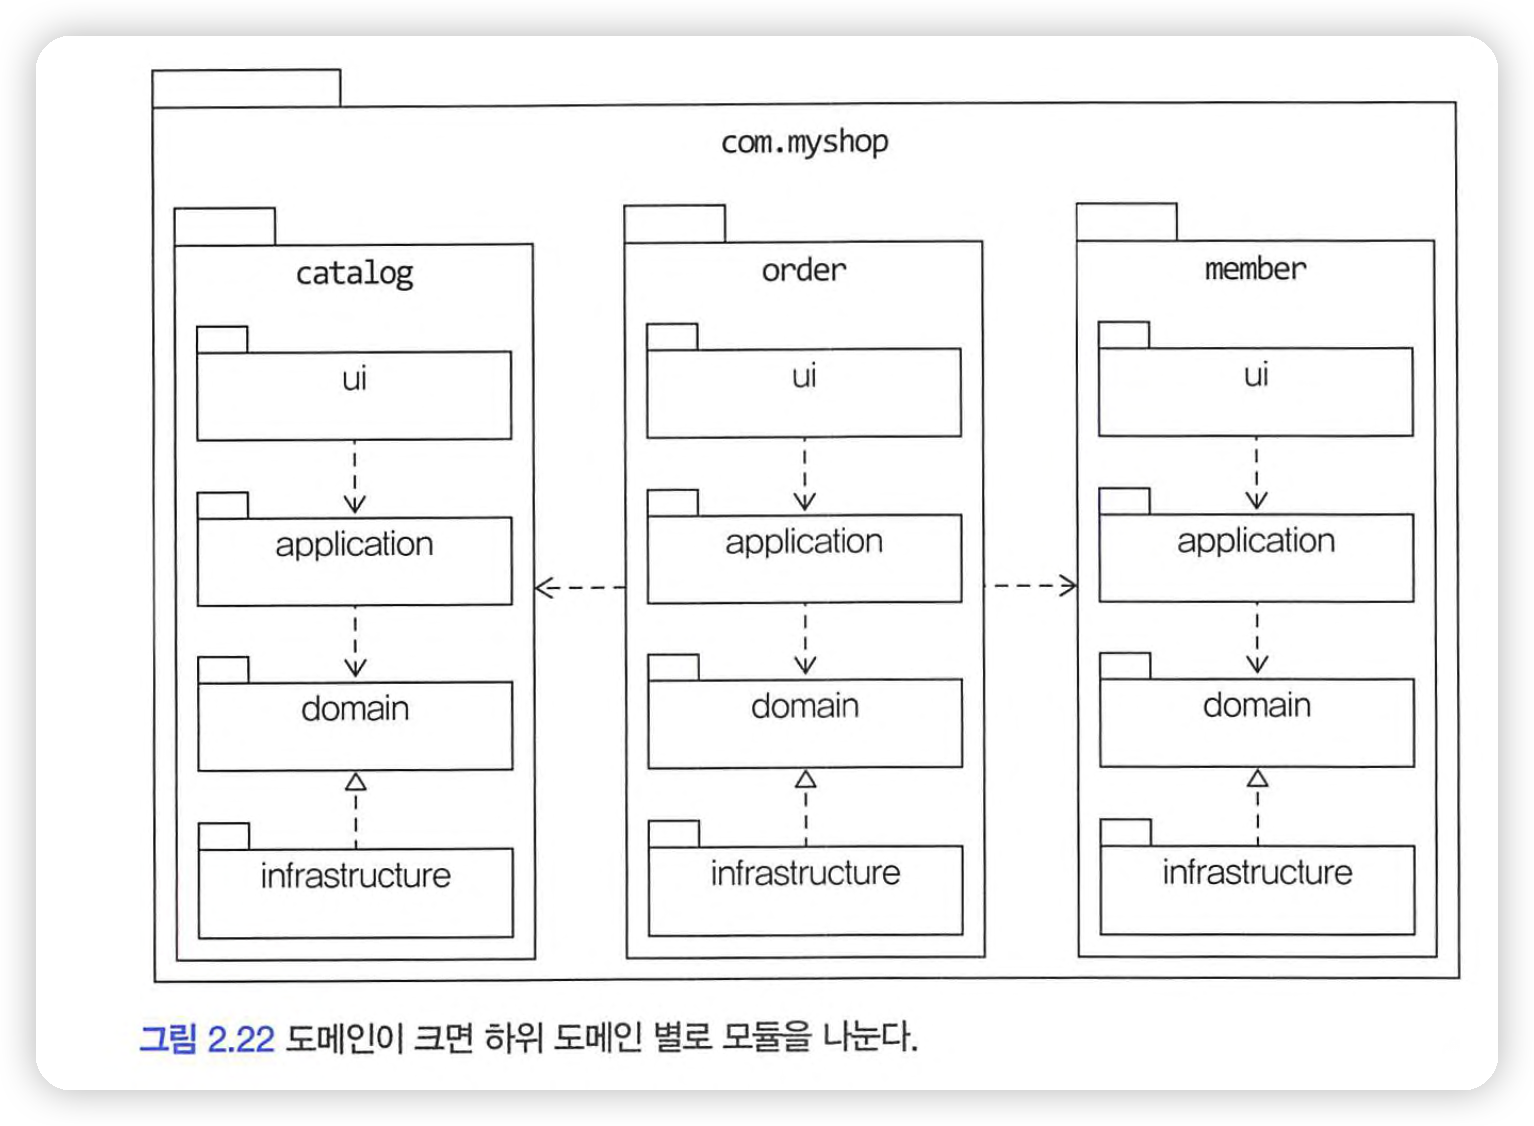 com.myshop
catalog
order
member
ui
ui
ui
application
application
application
domain
domain
domain
infrastructure
infrastructure
infrastructure
그림 2.22 도메인이 크면 하위 도메인 별로 모듈을 나눈다.